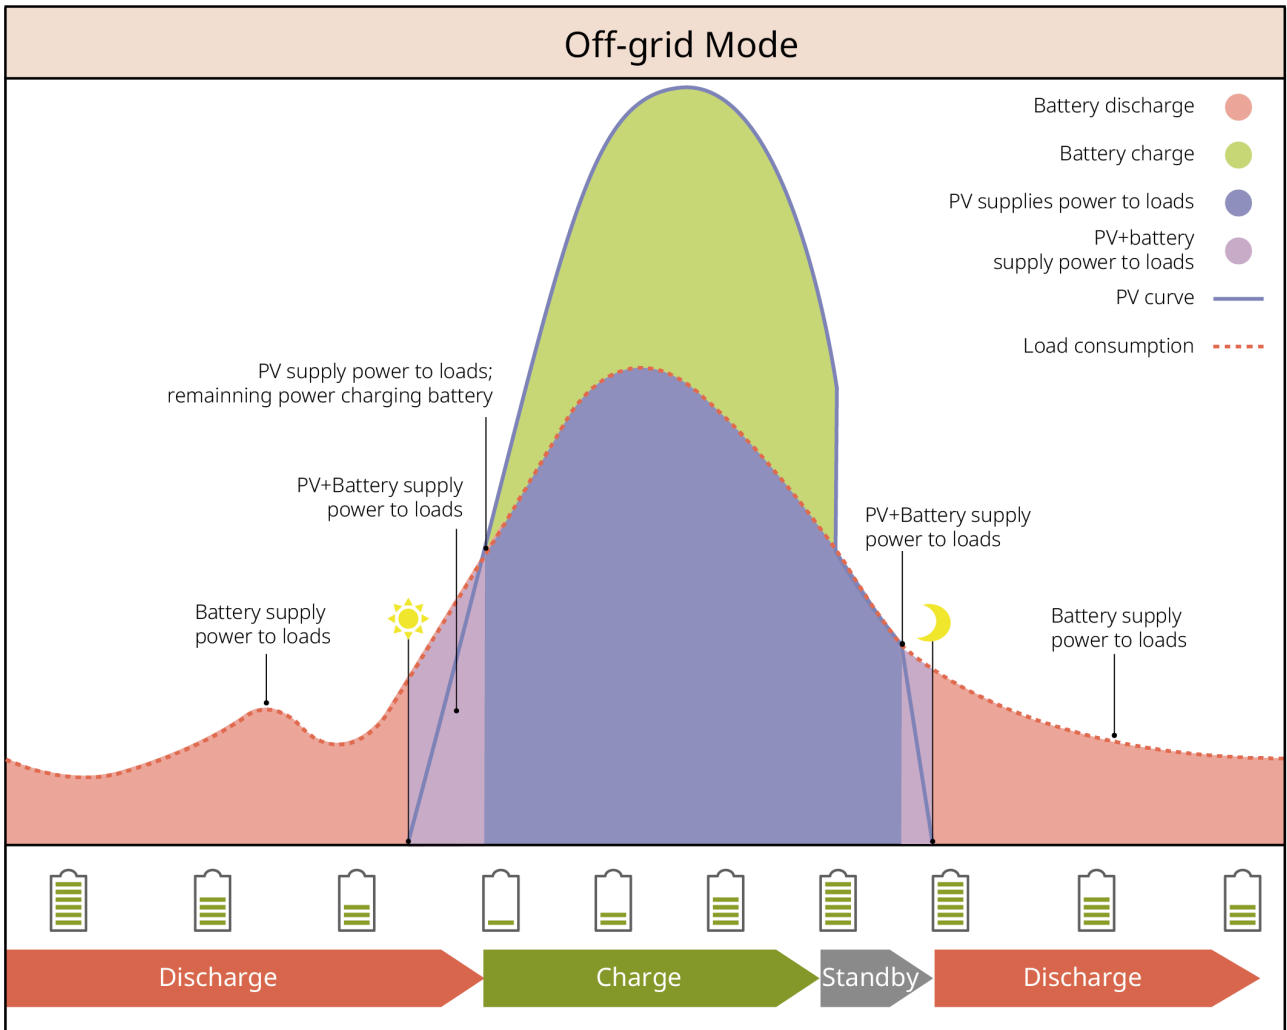 Off-grid Mode
Battery discharge
Battery charge
PV supplies power to loads
PV+battery
supply power to loads
PV curve
Load consumption
PV supply power to loads;
remainning power charging battery
PV+Battery supply
power to loads
Battery supply
power to loads
PV+Battery supply
power to loads
Battery supply
power to loads
Discharge
Charge
Standby
Discharge